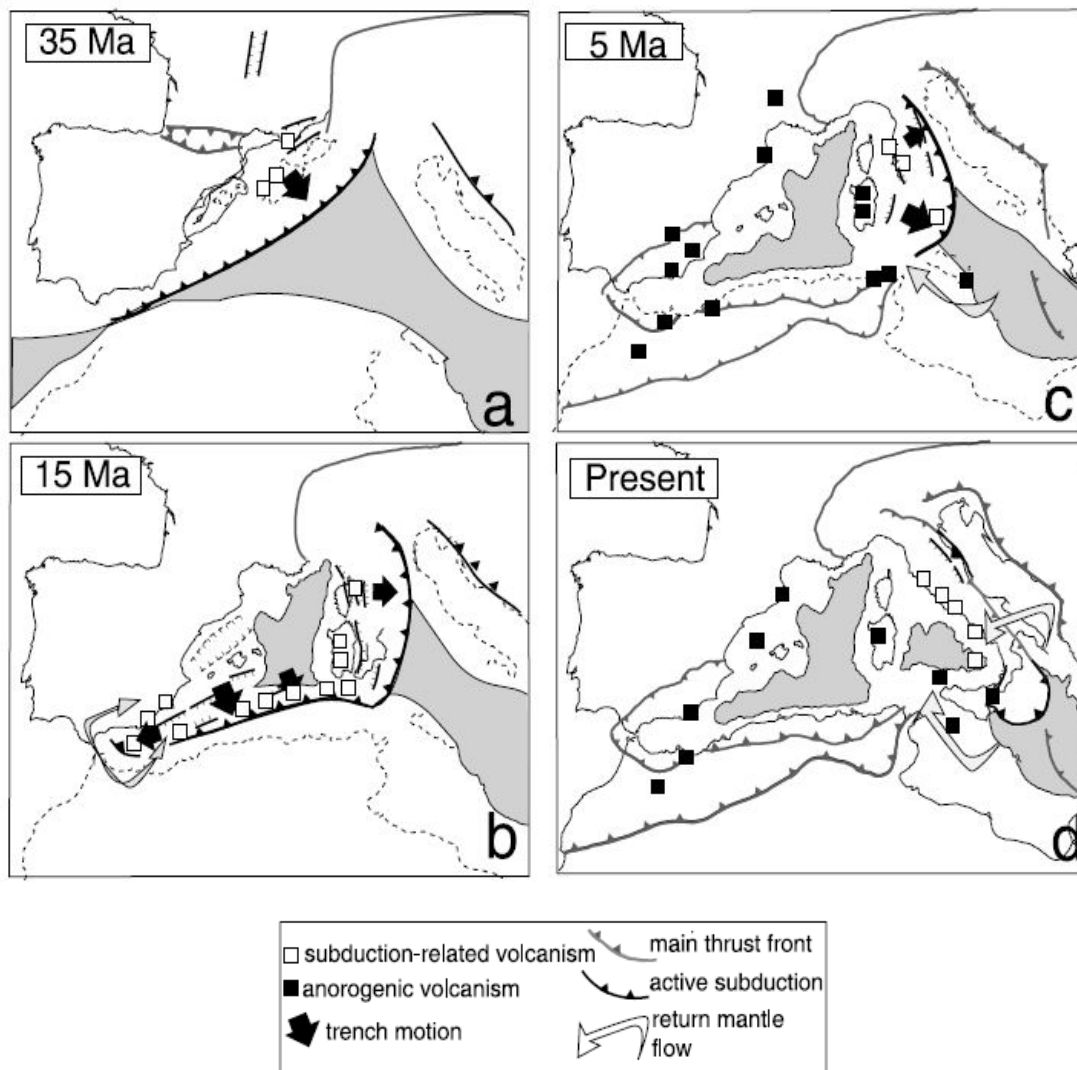 35 Ma
a
5 Ma
c
15 Ma
b
Present
d
subduction-related volcanism
anorogenic volcanism
trench motion
main thrust front
active subduction
return mantle
flow